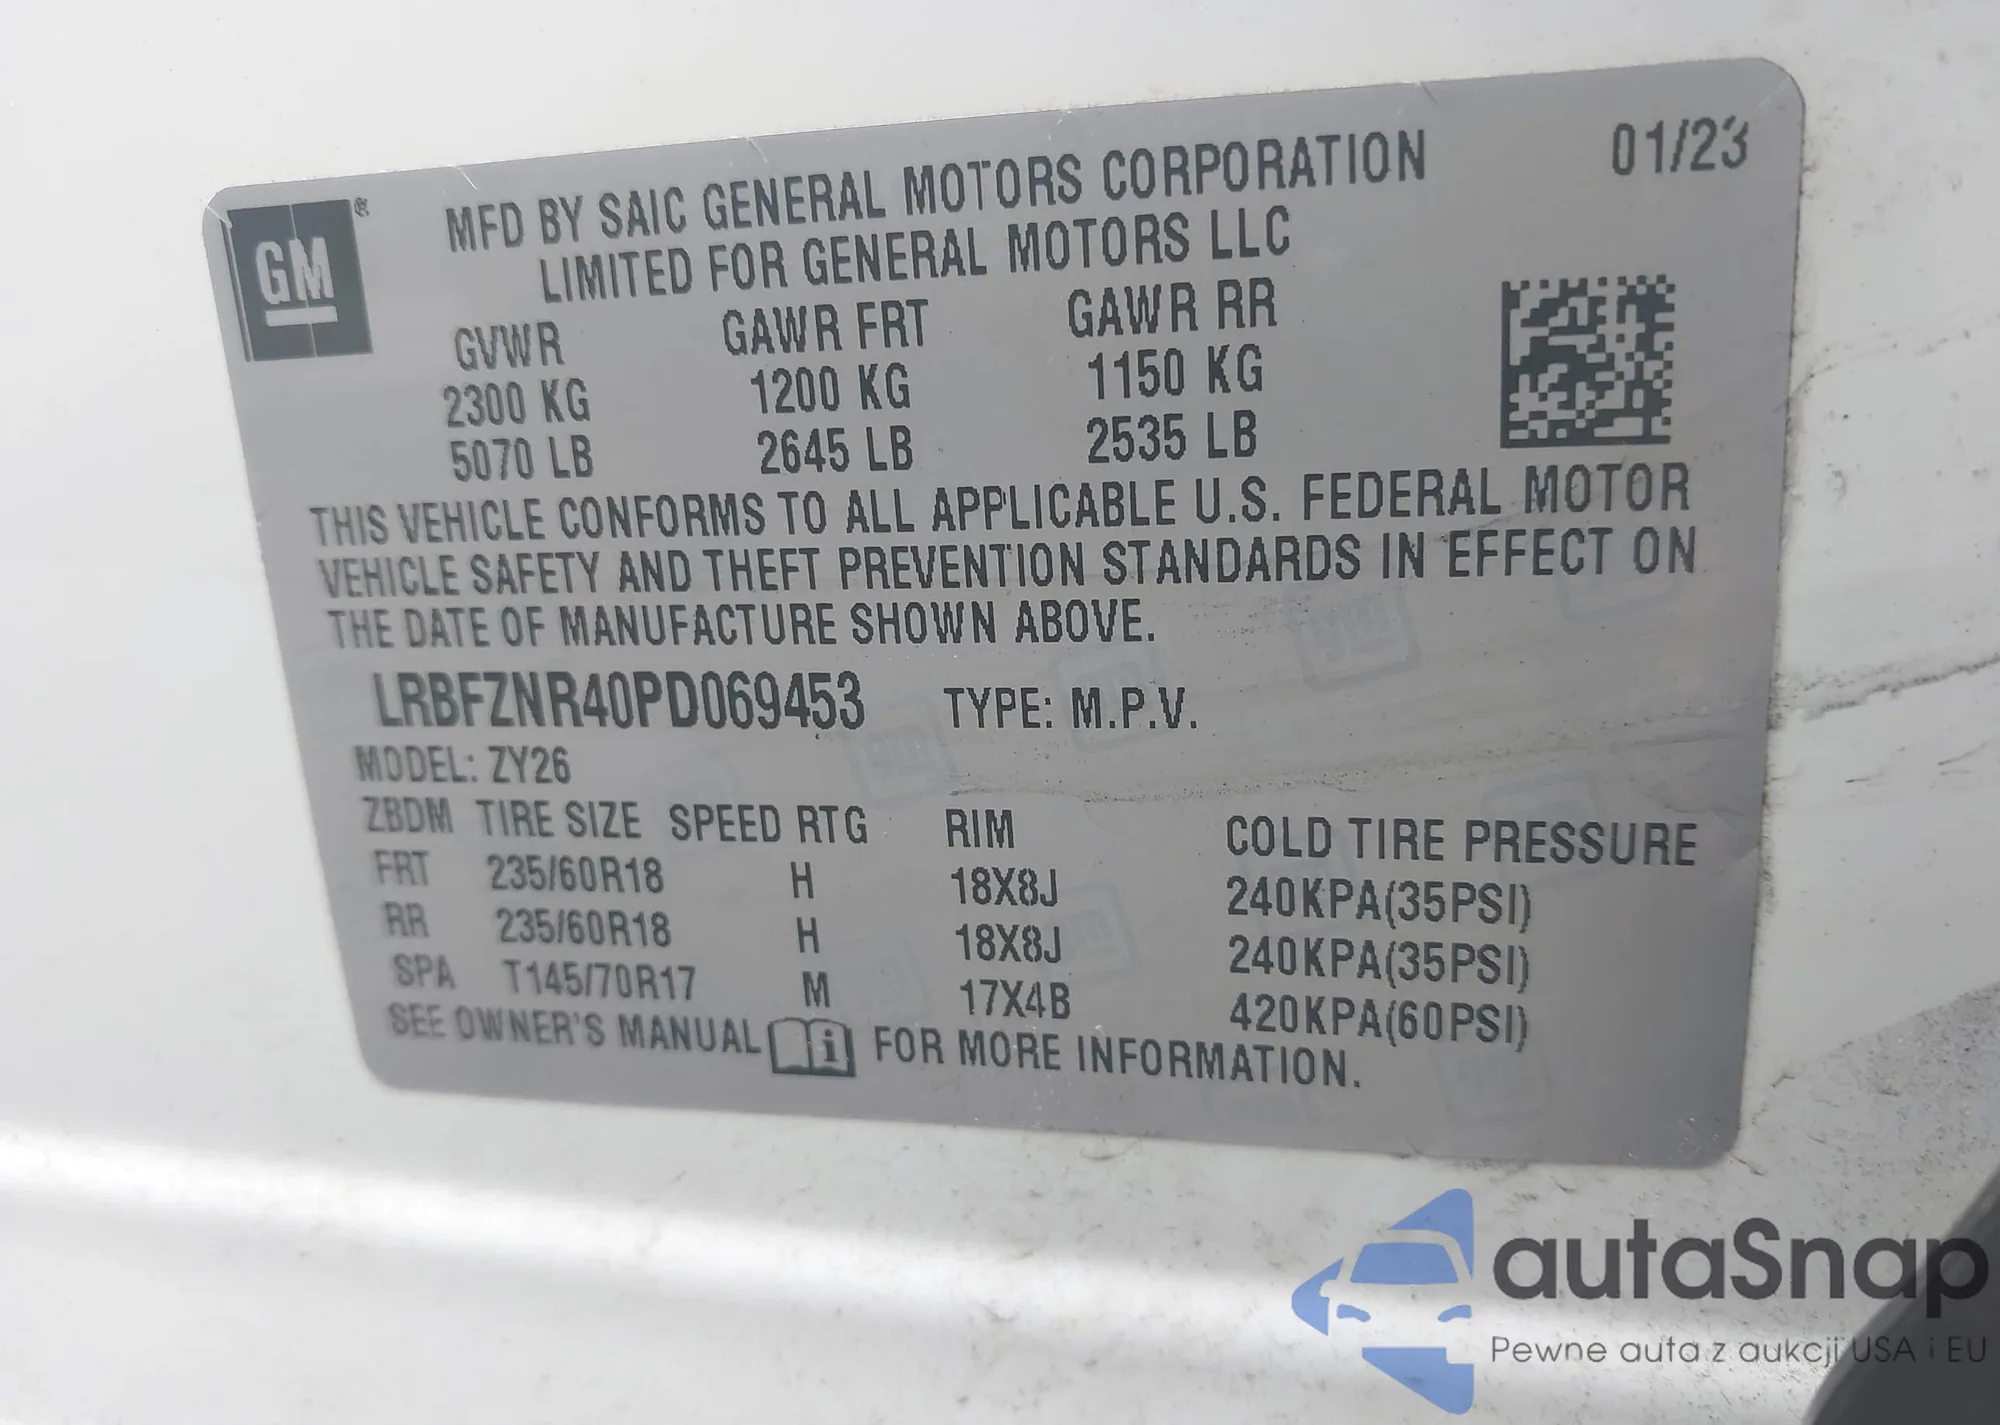 GM ®
MFD BY SAIC GENERAL MOTORS CORPORATION 01/23
LIMITED FOR GENERAL MOTORS LLC
GVWR GAWR FRT GAWR RR
2300 KG 1200 KG 1150 KG
5070 LB 2645 LB 2535 LB
THIS VEHICLE CONFORMS TO ALL APPLICABLE U.S. FEDERAL MOTOR
VEHICLE SAFETY AND THEFT PREVENTION STANDARDS IN EFFECT ON
THE DATE OF MANUFACTURE SHOWN ABOVE.
LRBFZNR40PD069453 TYPE: M.P.V.
MODEL: ZY26
ZBDM TIRE SIZE SPEED RTG RIM COLD TIRE PRESSURE
FRT 235/60R18 H 18X8J 240KPA(35PSI)
RR 235/60R18 H 18X8J 240KPA(35PSI)
SPA T145/70R17 M 17X4B 420KPA(60PSI)
SEE OWNER'S MANUAL i FOR MORE INFORMATION.
autaSnap
Pewne auta z aukcji USA i EU